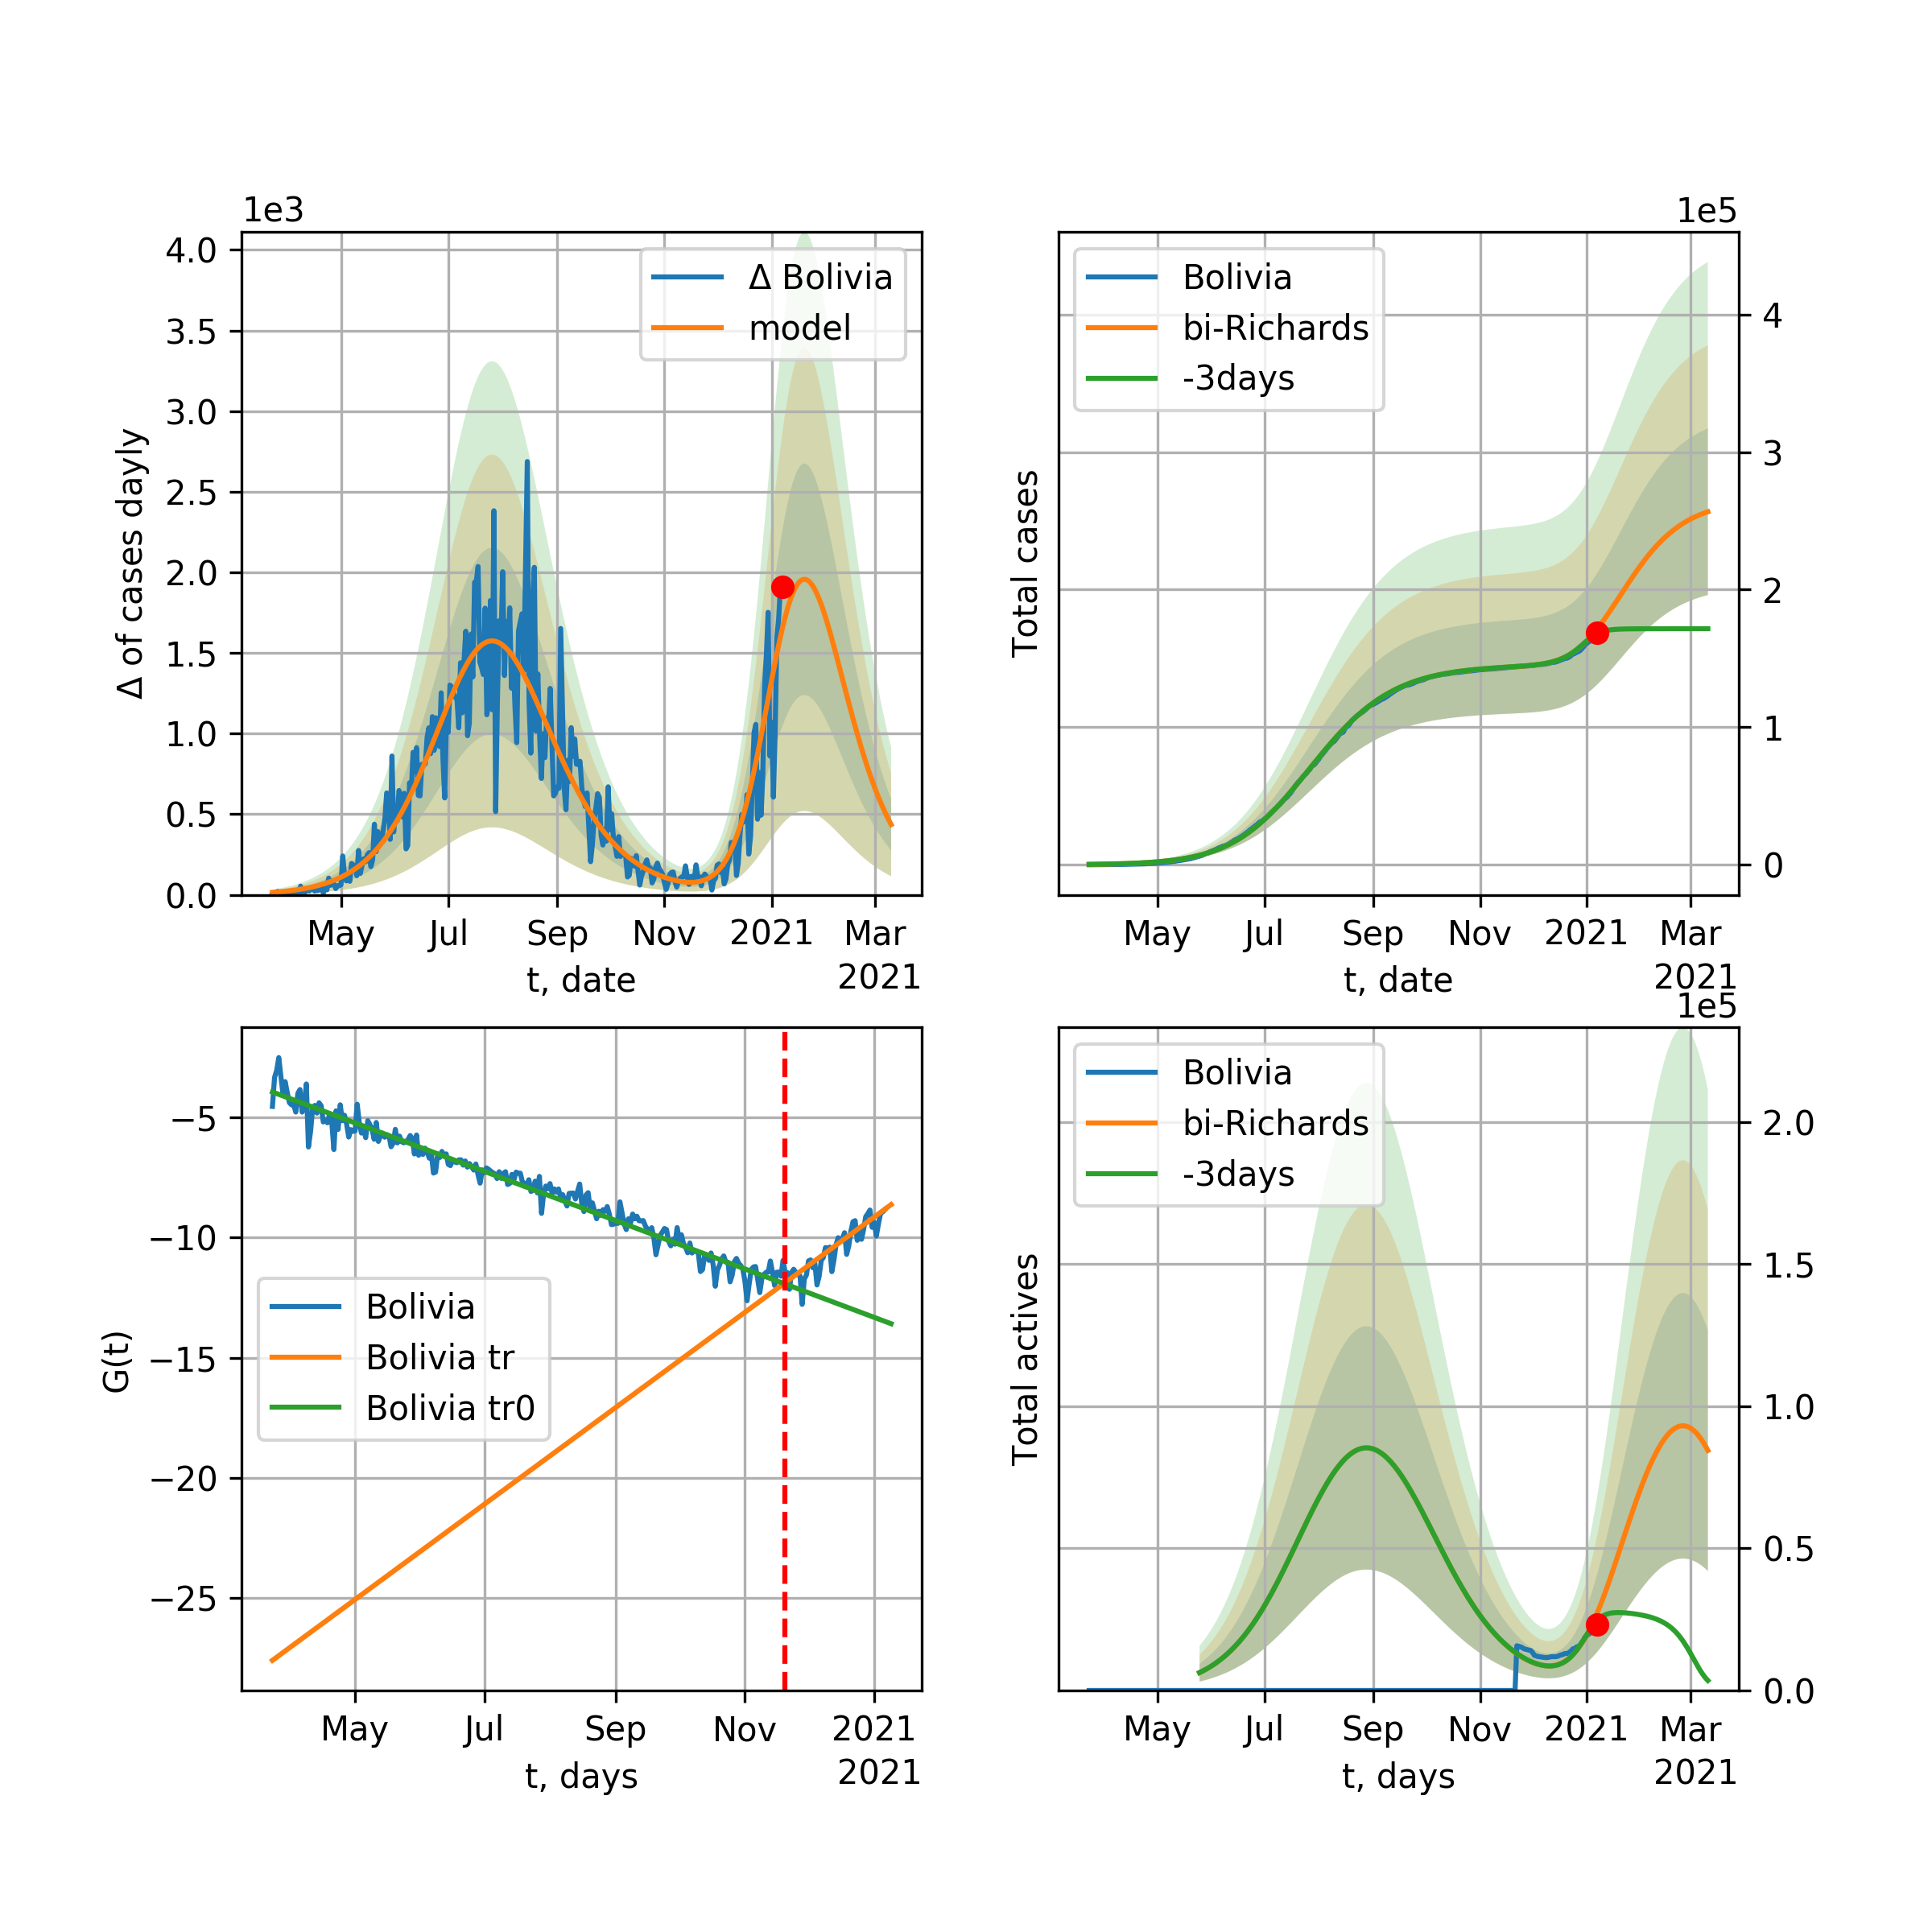 1e3
4.0
3.5
3.0
2.5
2.0
1.5
1.0
0.5
0.0
Δ of cases dayly
Δ Bolivia
model
May Jul Sep Nov 2021 Mar
t, date
2021
1e5
Total cases
Bolivia
bi-Richards
-3days
4
3
2
1
0
May Jul Sep Nov 2021 Mar
t, date
2021
G(t)
−5
−10
−15
−20
−25
Bolivia
Bolivia tr
Bolivia tr0
May Jul Sep Nov 2021
t, days
2021
1e5
Total actives
Bolivia
bi-Richards
-3days
2.0
1.5
1.0
0.5
0.0
May Jul Sep Nov 2021 Mar
t, days
2021